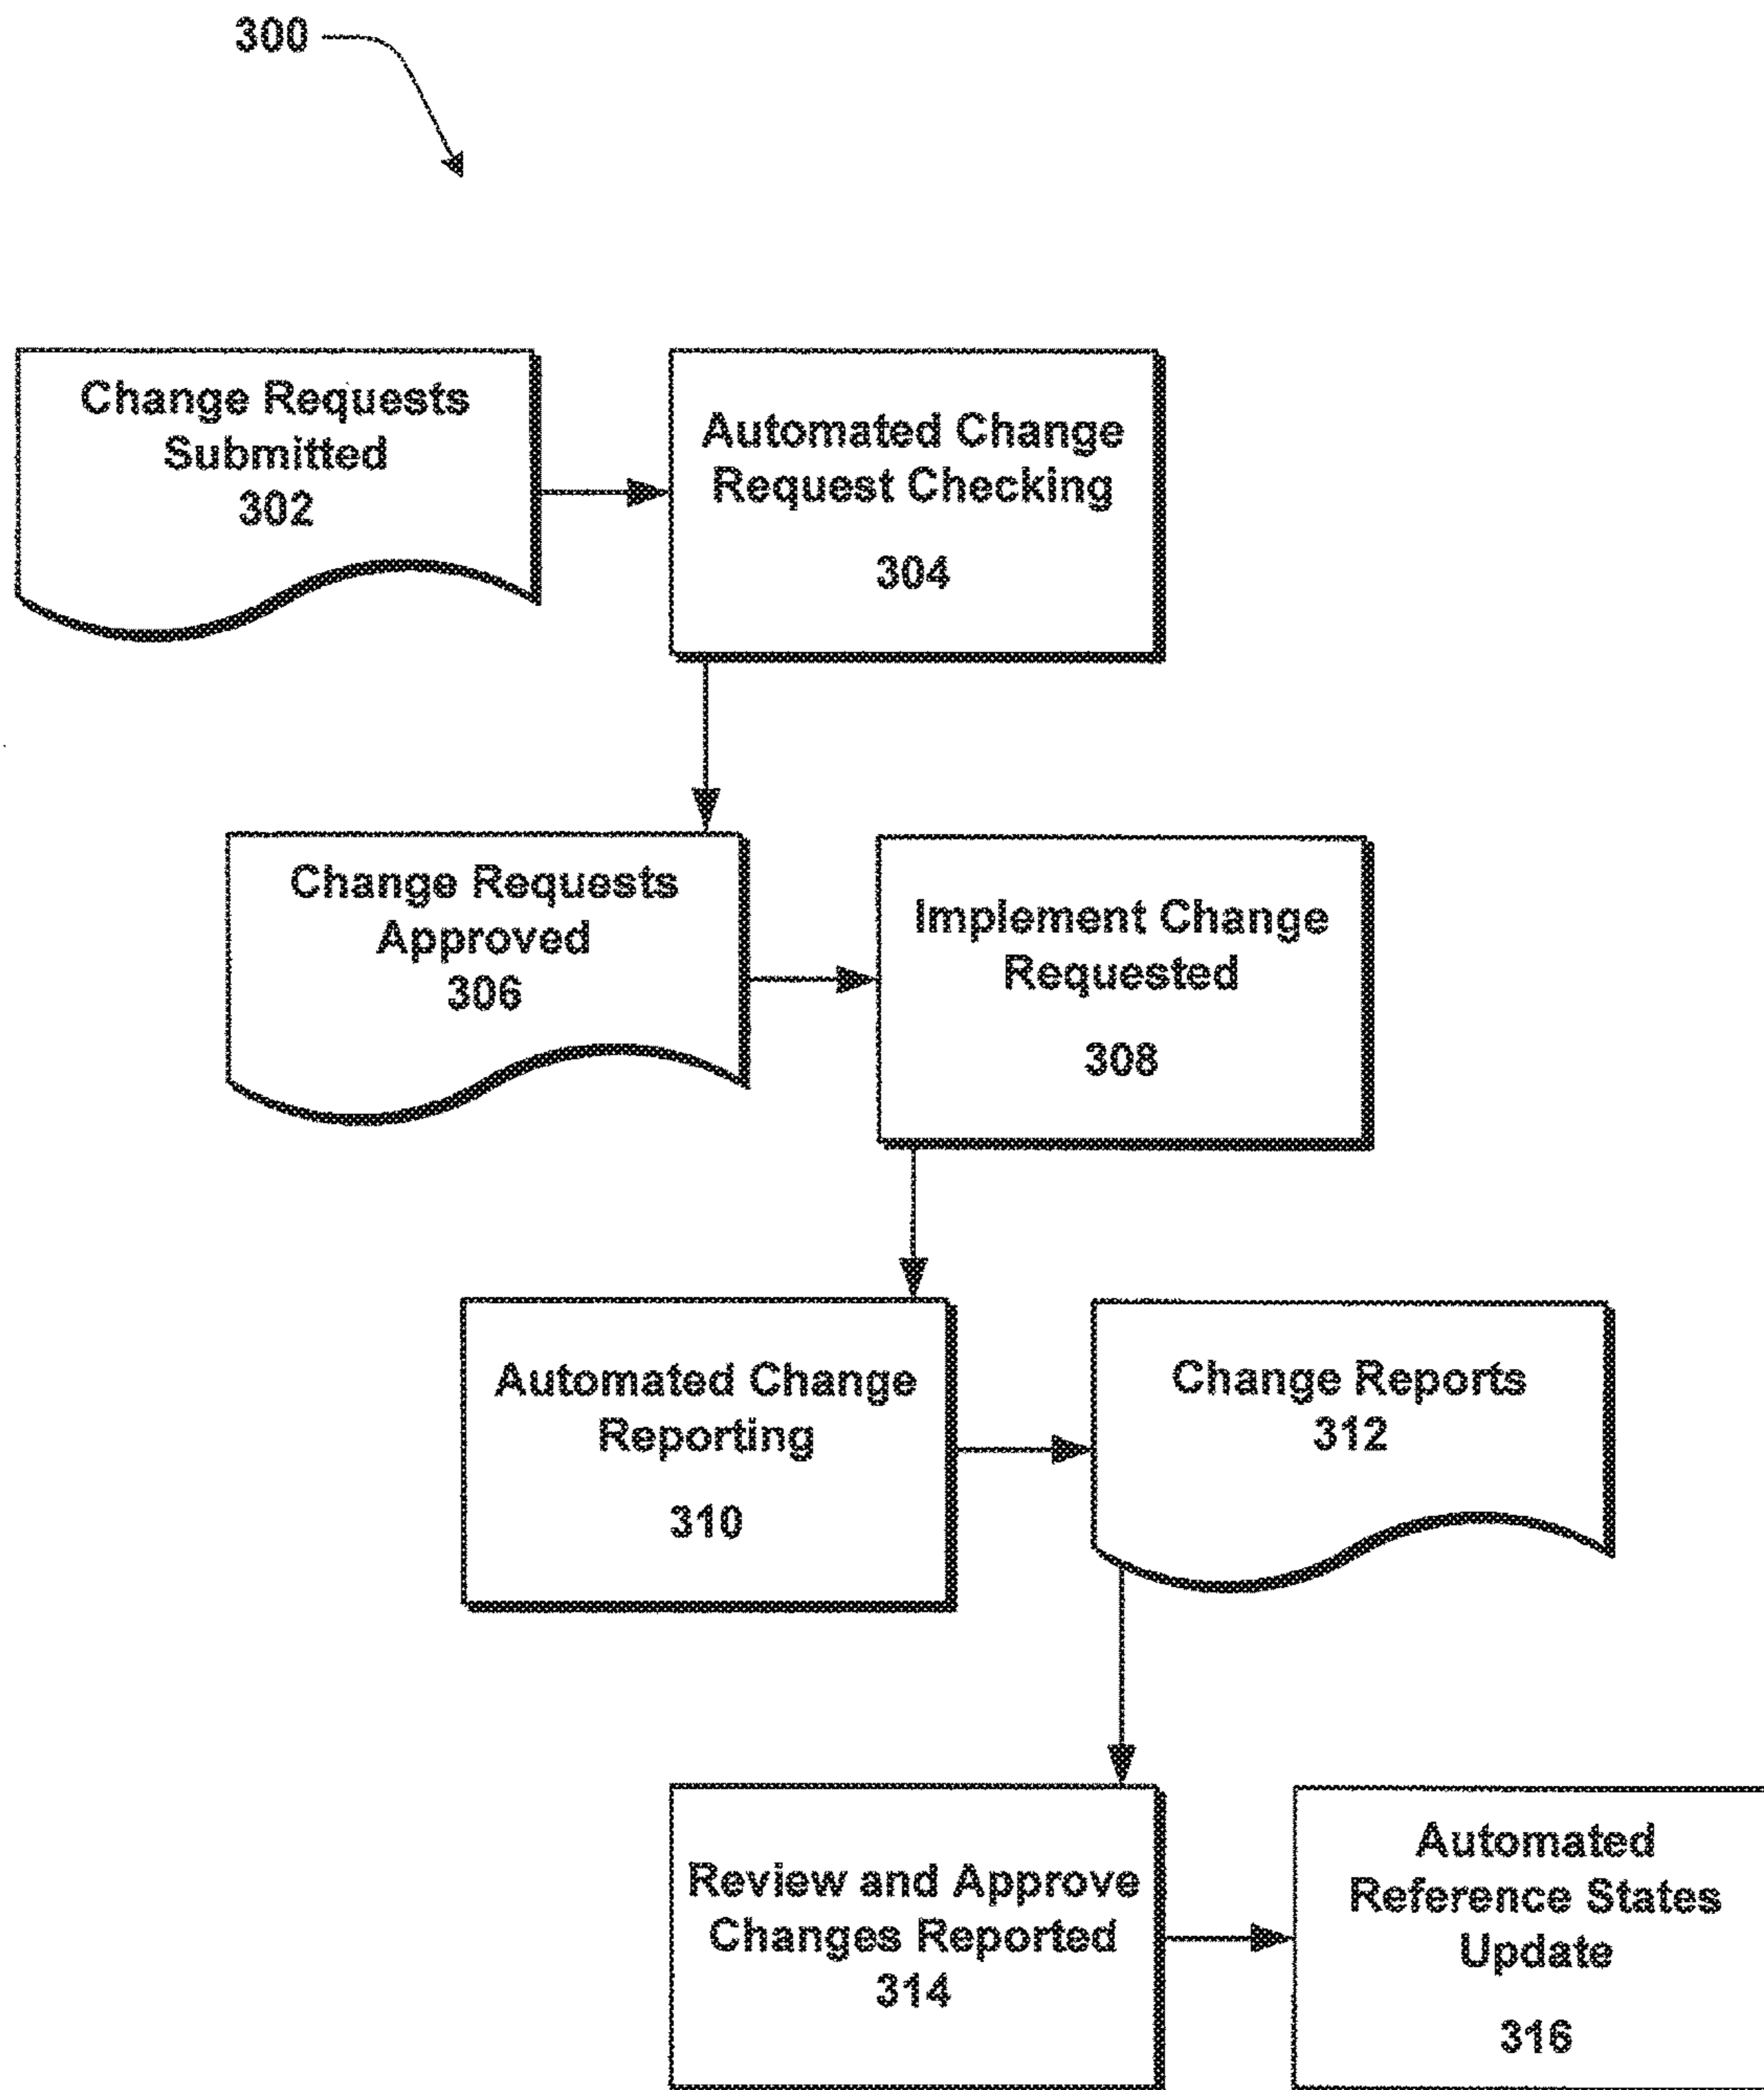 300
Change Requests
Submitted
302
Automated Change
Request Checking
304
Change Requests
Approved
306
Implement Change
Requested
308
Automated Change
Reporting
310
Change Reports
312
Review and Approve
Changes Reported
314
Automated
Reference States
Update
316